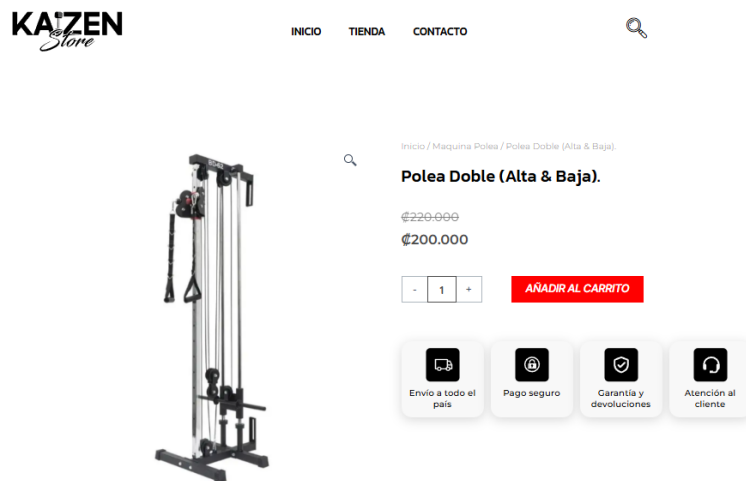 KAIZEN
Store
INICIO TIENDA CONTACTO
Inicio / Maquina Polea / Polea Doble (Alta & Baja).
Polea Doble (Alta & Baja).
₡220.000
₡200.000
- 1 +
AÑADIR AL CARRITO
Envío a todo el país
Pago seguro
Garantía y devoluciones
Atención al cliente